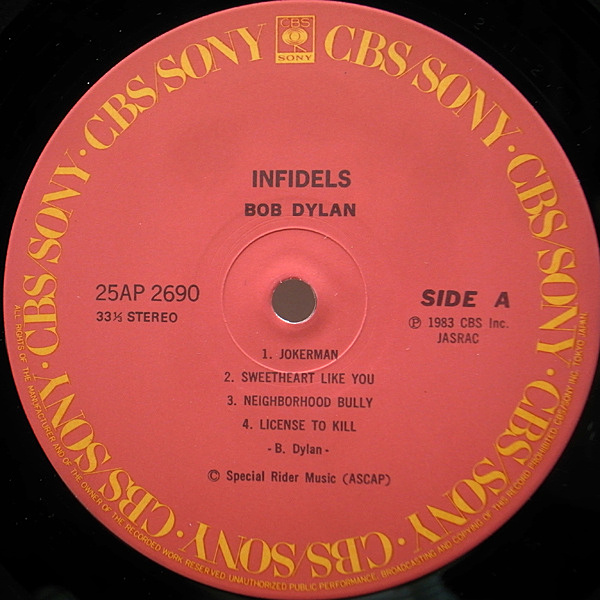 CBS
SONY
CBS/SONY · CBS/SONY · CBS/SONY · CBS/SONY · CBS/SONY · CBS/SONY · CBS/SONY · CBS/SONY
INFIDELS
BOB DYLAN
25AP 2690
33⅓ STEREO
SIDE A
Ⓟ 1983 CBS Inc.
JASRAC
1. JOKERMAN
2. SWEETHEART LIKE YOU
3. NEIGHBORHOOD BULLY
4. LICENSE TO KILL
- B. Dylan -
© Special Rider Music (ASCAP)
ALL RIGHTS OF THE MANUFACTURER AND OF THE OWNER OF THE RECORDED WORK RESERVED. UNAUTHORIZED PUBLIC PERFORMANCE, BROADCASTING AND COPYING OF THIS RECORD PROHIBITED. CBS/SONY INC. TOKYO JAPAN.